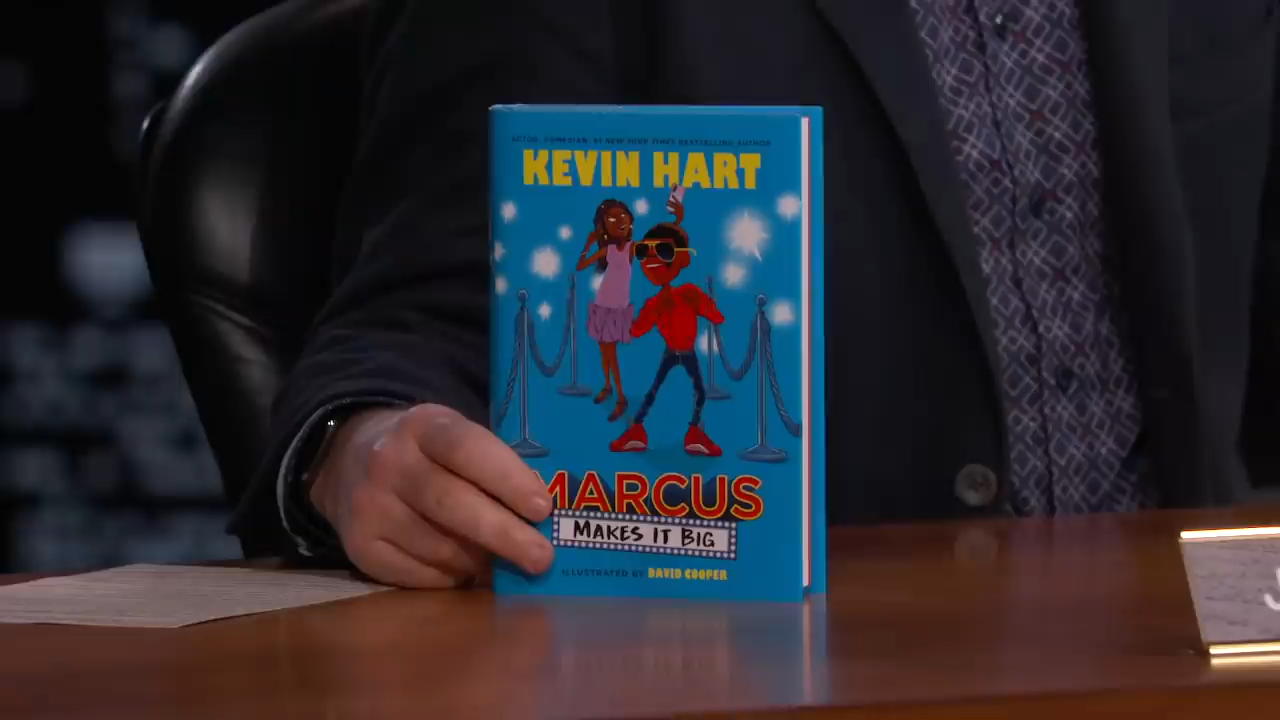 ACTOR, COMEDIAN, #1 NEW YORK TIMES BESTSELLING AUTHOR
KEVIN HART
MARCUS
MAKES IT BIG
ILLUSTRATED BY DAVID COOPER
J